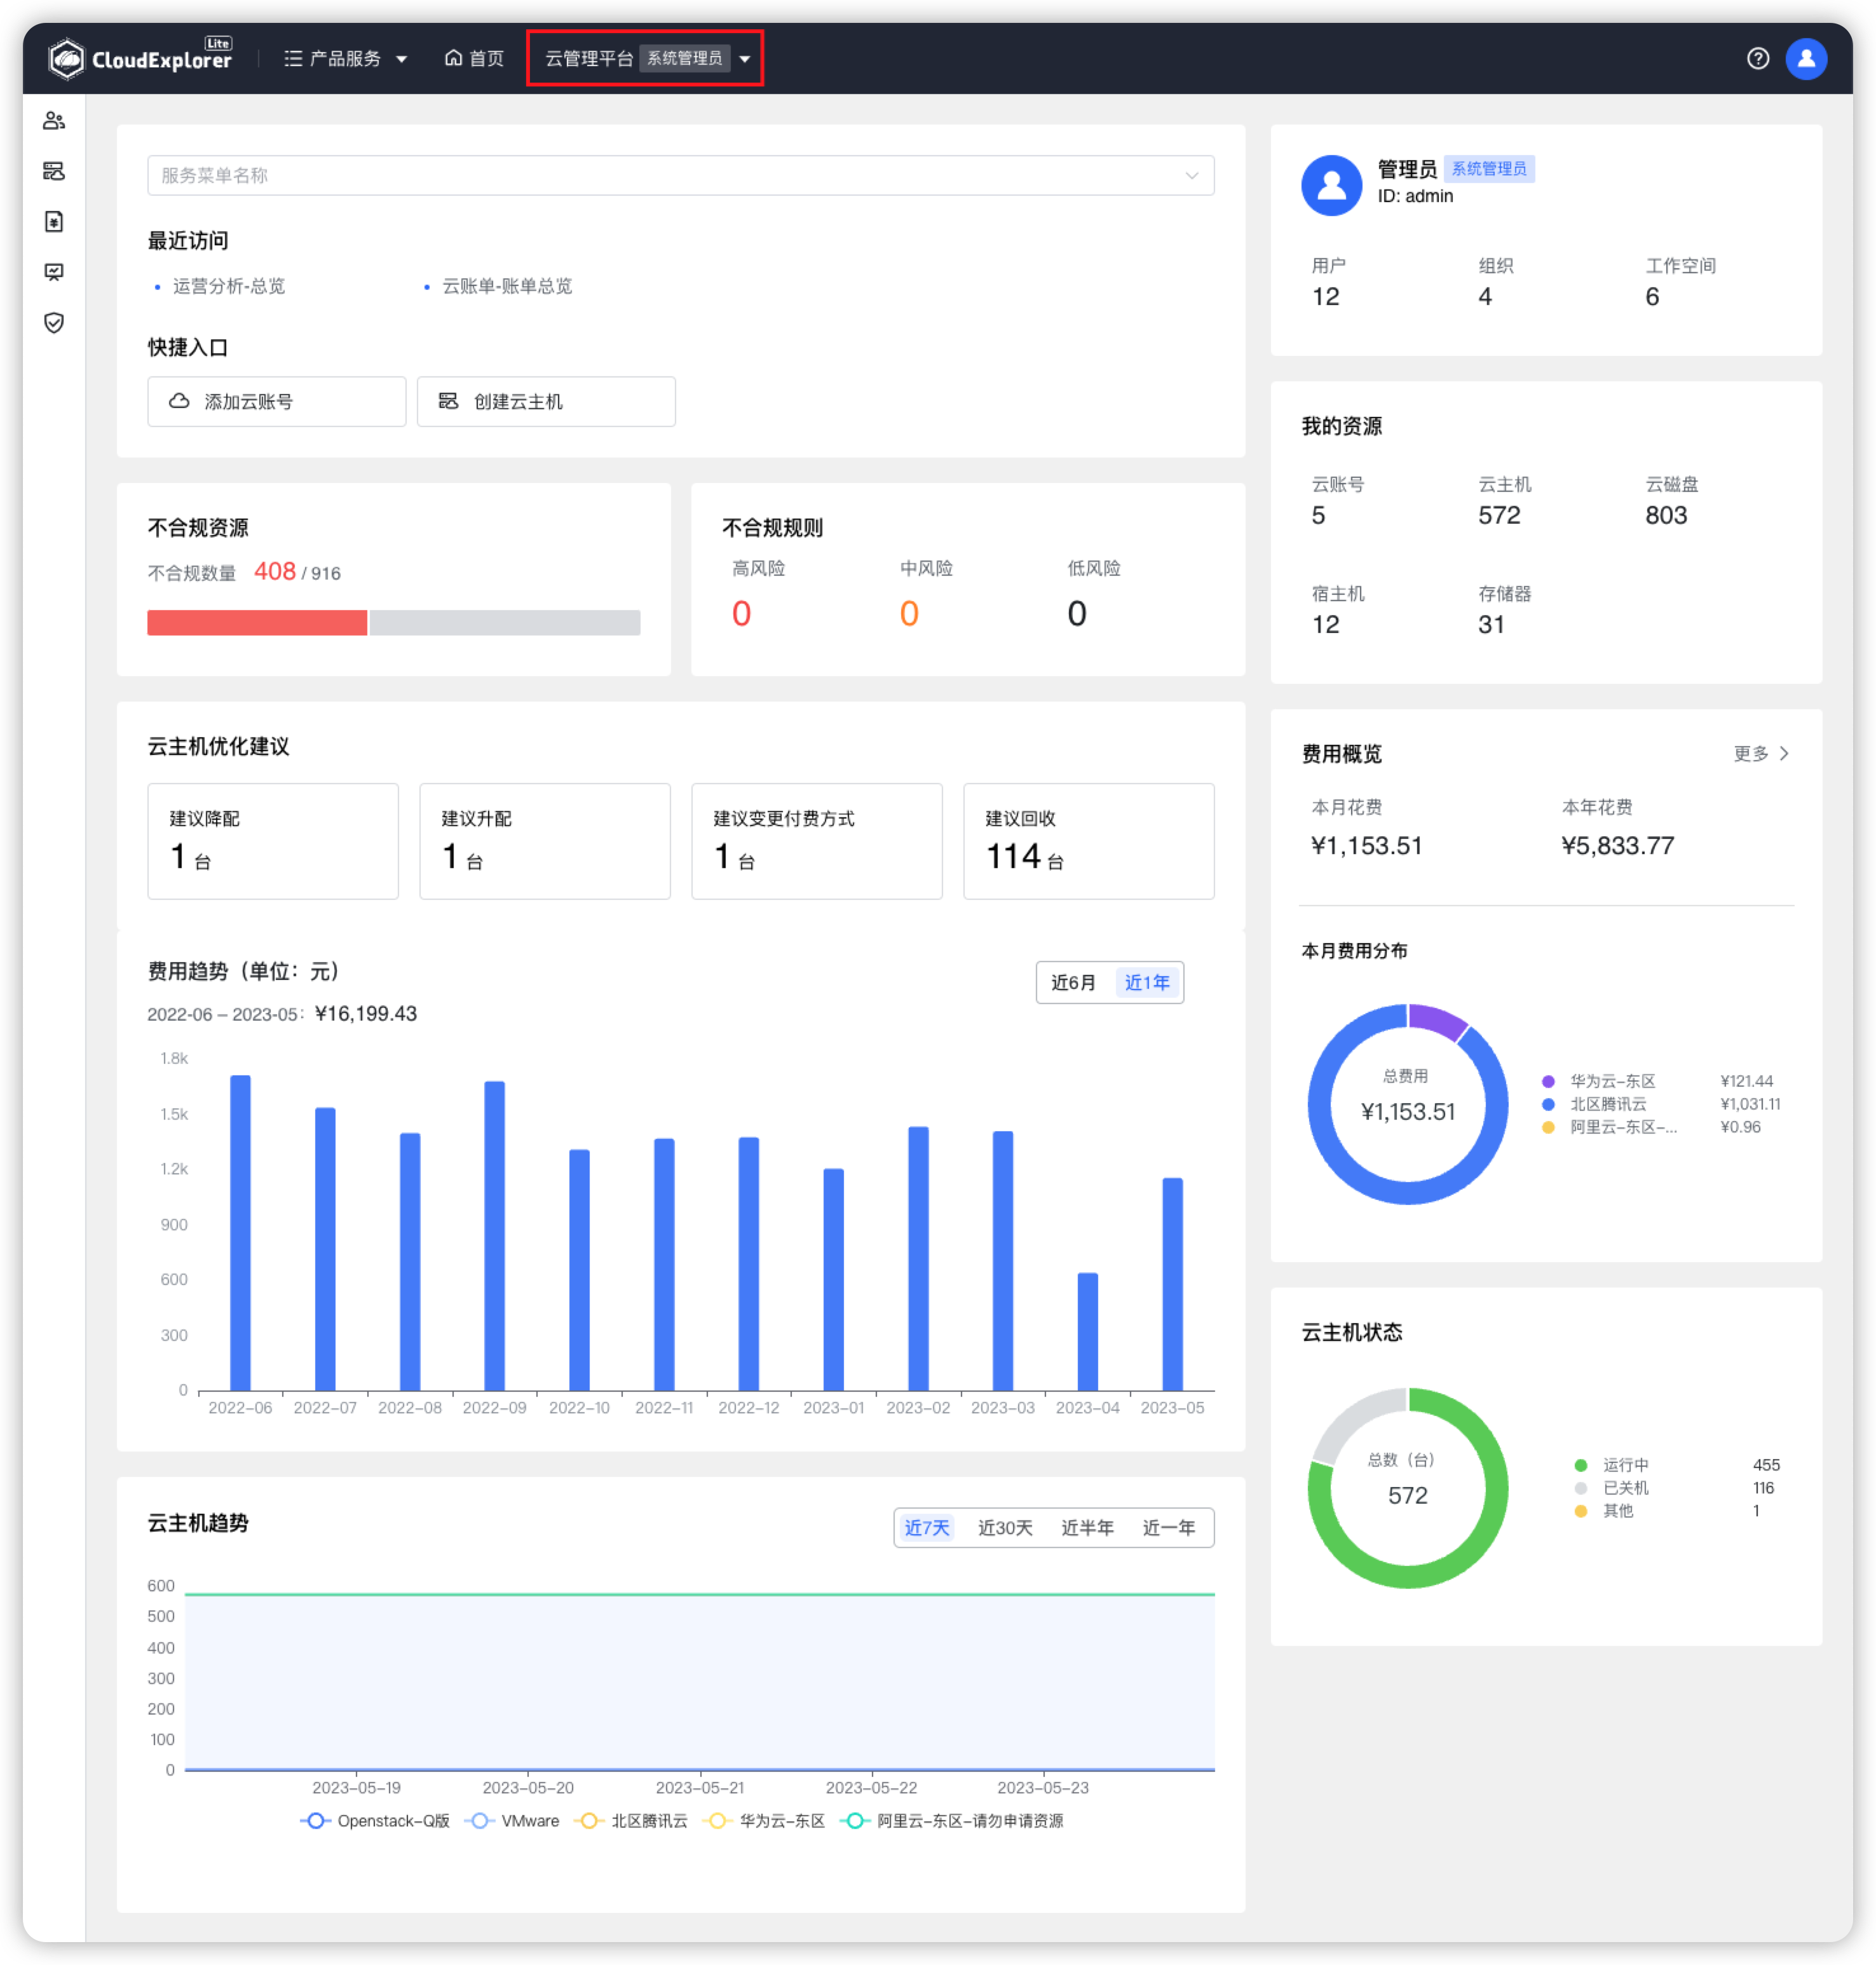 CloudExplorer Lite
产品服务
首页
云管理平台 系统管理员
服务菜单名称
最近访问
运营分析-总览
云账单-账单总览
快捷入口
添加云账号
创建云主机
不合规资源
不合规数量 408 / 916
不合规规则
高风险 中风险 低风险
0 0 0
云主机优化建议
建议降配 建议升配 建议变更付费方式 建议回收
1 台 1 台 1 台 114 台
费用趋势（单位：元）
近6月 近1年
2022-06 – 2023-05： ¥16,199.43
1.8k
1.5k
1.2k
900
600
300
0
2022-06 2022-07 2022-08 2022-09 2022-10 2022-11 2022-12 2023-01 2023-02 2023-03 2023-04 2023-05
云主机趋势
近7天 近30天 近半年 近一年
600
500
400
300
200
100
0
2023-05-19 2023-05-20 2023-05-21 2023-05-22 2023-05-23
Openstack-Q版 VMware 北区腾讯云 华为云-东区 阿里云-东区-请勿申请资源
管理员 系统管理员
ID: admin
用户 组织 工作空间
12 4 6
我的资源
云账号 云主机 云磁盘
5 572 803
宿主机 存储器
12 31
费用概览
更多
本月花费 本年花费
¥1,153.51 ¥5,833.77
本月费用分布
总费用
¥1,153.51
华为云-东区 ¥121.44
北区腾讯云 ¥1,031.11
阿里云-东区-... ¥0.96
云主机状态
总数（台）
572
运行中 455
已关机 116
其他 1